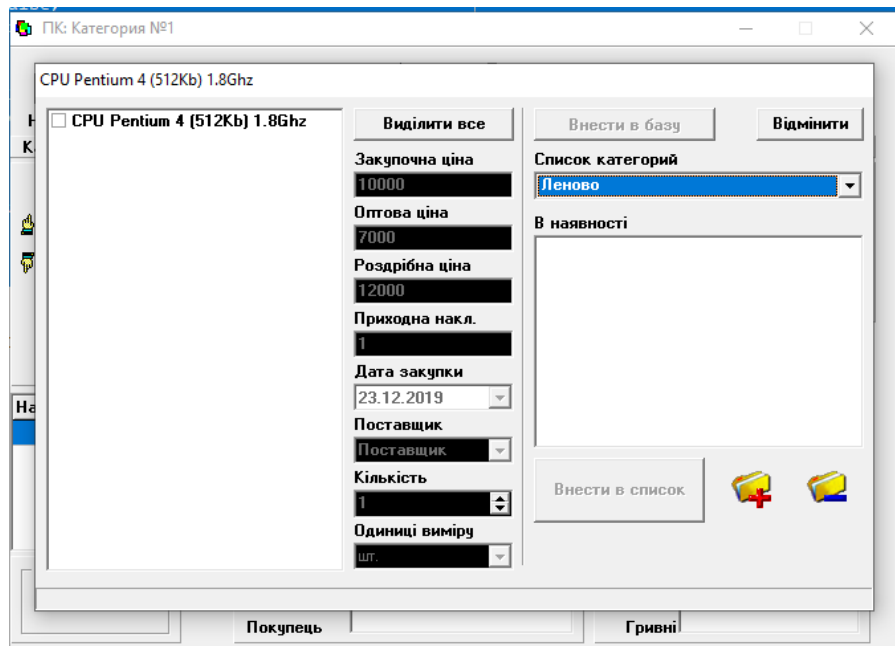 ПК: Категория №1
CPU Pentium 4 (512Kb) 1.8Ghz
CPU Pentium 4 (512Kb) 1.8Ghz
Виділити все
Закупочна ціна
10000
Оптова ціна
7000
Роздрібна ціна
12000
Приходна накл.
1
Дата закупки
23.12.2019
Поставщик
Поставщик
Кількість
1
Одиниці виміру
шт.
Внести в базу
Відмінити
Список категорий
Леново
В наявності
Внести в список
На
Покупець
Гривні